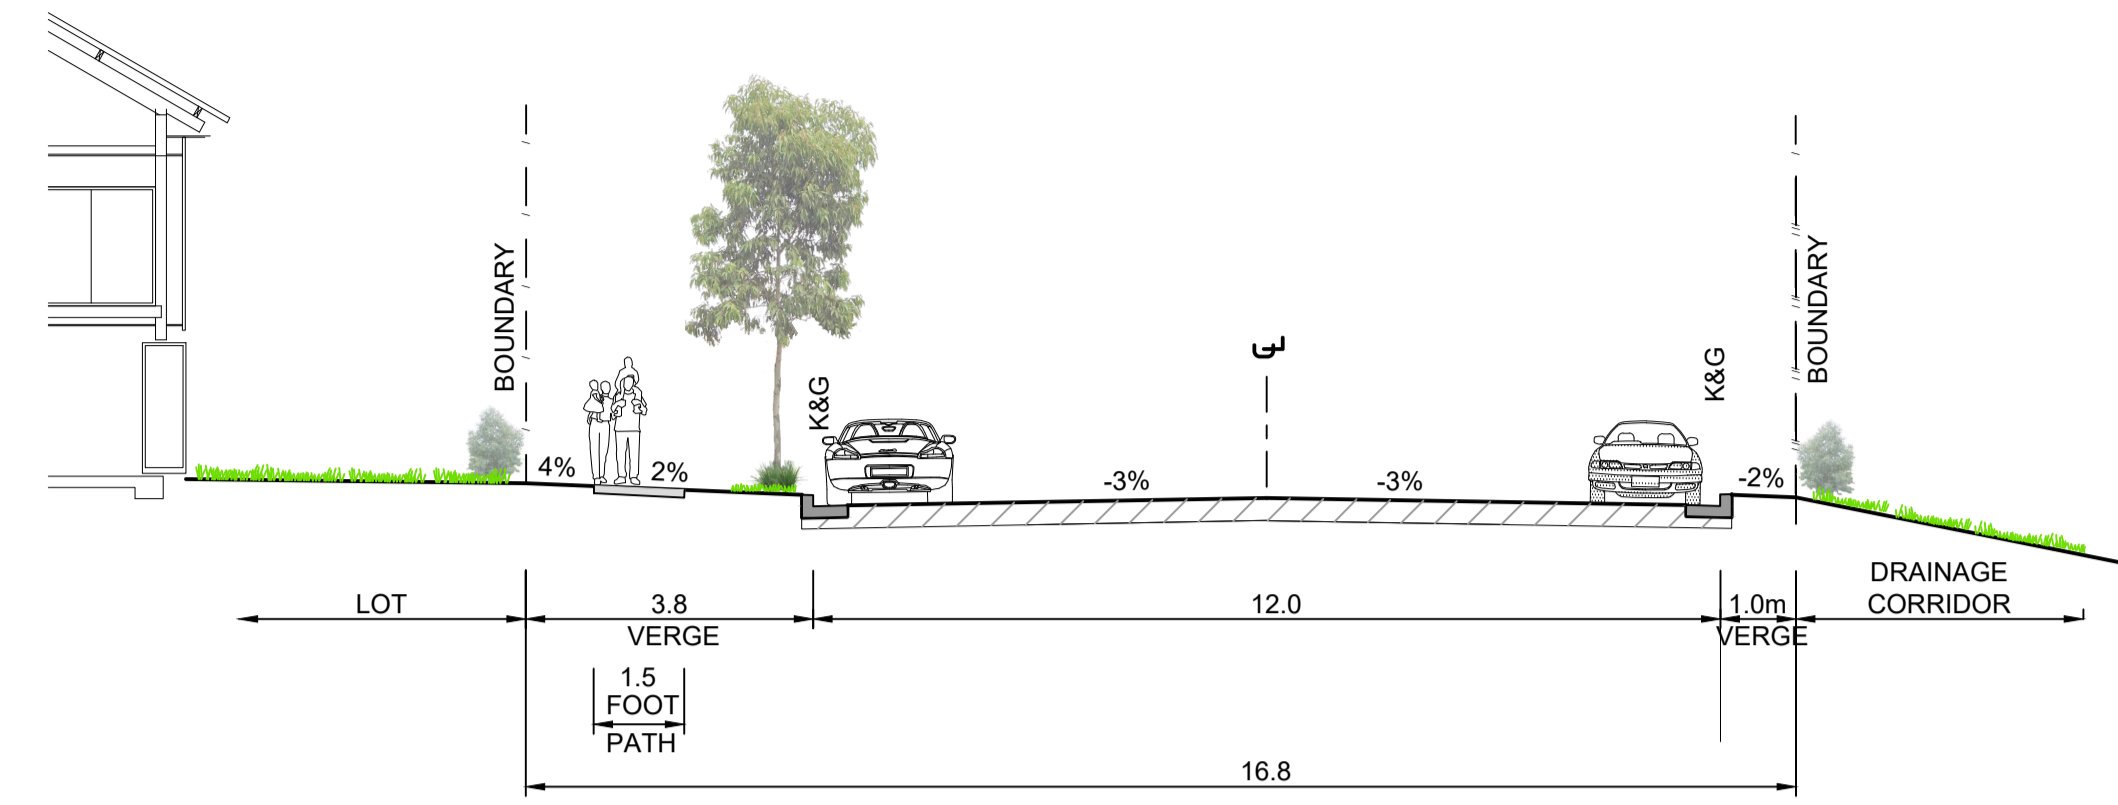 BOUNDARY
BOUNDARY
K&G
K&G
4%
2%
-3%
-3%
-2%
LOT
3.8
VERGE
12.0
1.0m
VERGE
DRAINAGE
CORRIDOR
1.5
FOOT
PATH
16.8